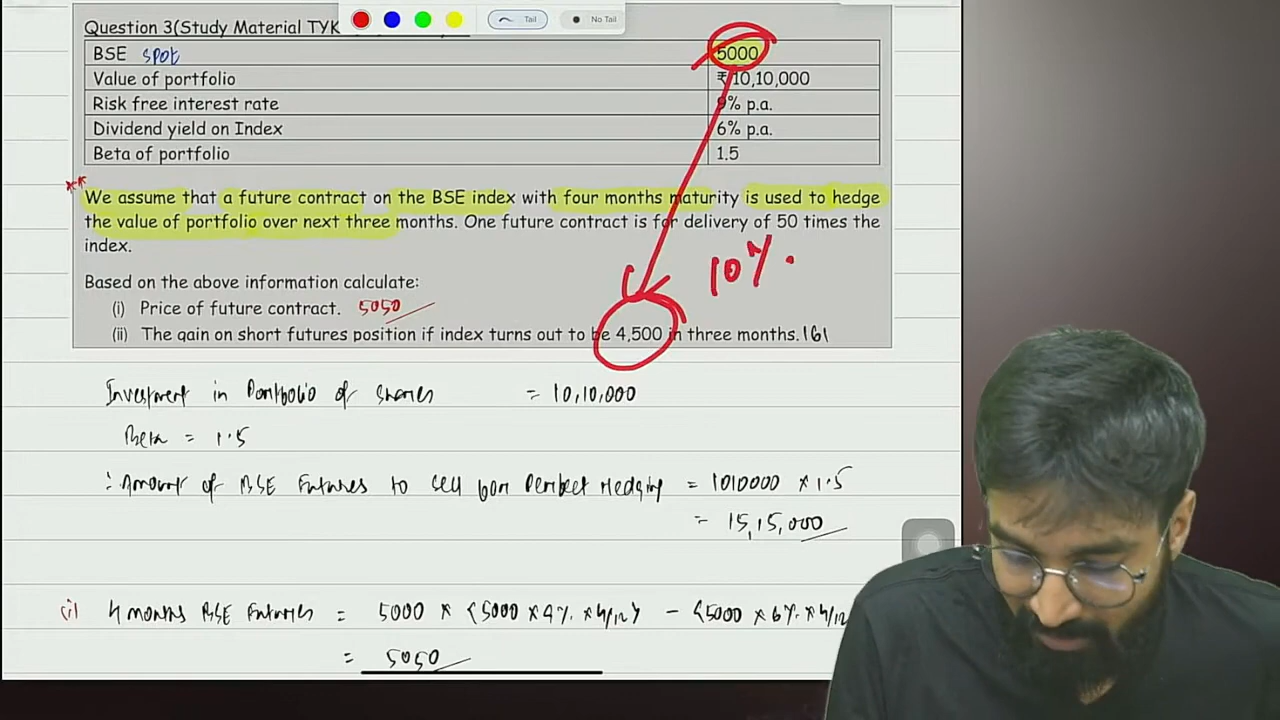 Tail No Tail
Question 3(Study Material TYK
BSE spot 5000
Value of portfolio ₹ 10,10,000
Risk free interest rate 9% p.a.
Dividend yield on Index 6% p.a.
Beta of portfolio 1.5
** We assume that a future contract on the BSE index with four months maturity is used to hedge
the value of portfolio over next three months. One future contract is for delivery of 50 times the
index.
10%.
Based on the above information calculate:
(i) Price of future contract. 5050
(ii) The gain on short futures position if index turns out to be 4,500 in three months.
Investment in Portfolio of Shares = 10,10,000
Beta = 1.5
∴ Amount of BSE Futures to Sell for Perfect Hedging = 1010000 × 1.5
= 15,15,000
(i) 4 months BSE Futures = 5000 + {5000 × 9% × 4/12} - {5000 × 6% × 4/12
= 5050